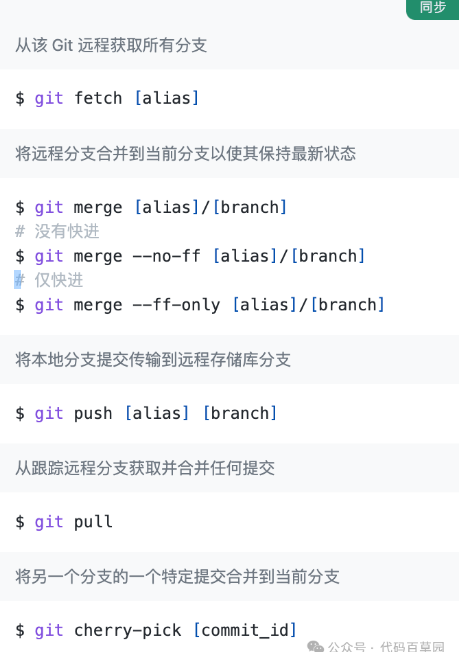 同步
从该 Git 远程获取所有分支
$ git fetch [alias]
将远程分支合并到当前分支以使其保持最新状态
$ git merge [alias]/[branch]
# 没有快进
$ git merge --no-ff [alias]/[branch]
# 仅快进
$ git merge --ff-only [alias]/[branch]
将本地分支提交传输到远程存储库分支
$ git push [alias] [branch]
从跟踪远程分支获取并合并任何提交
$ git pull
将另一个分支的一个特定提交合并到当前分支
$ git cherry-pick [commit_id]
公众号 · 代码百墓园